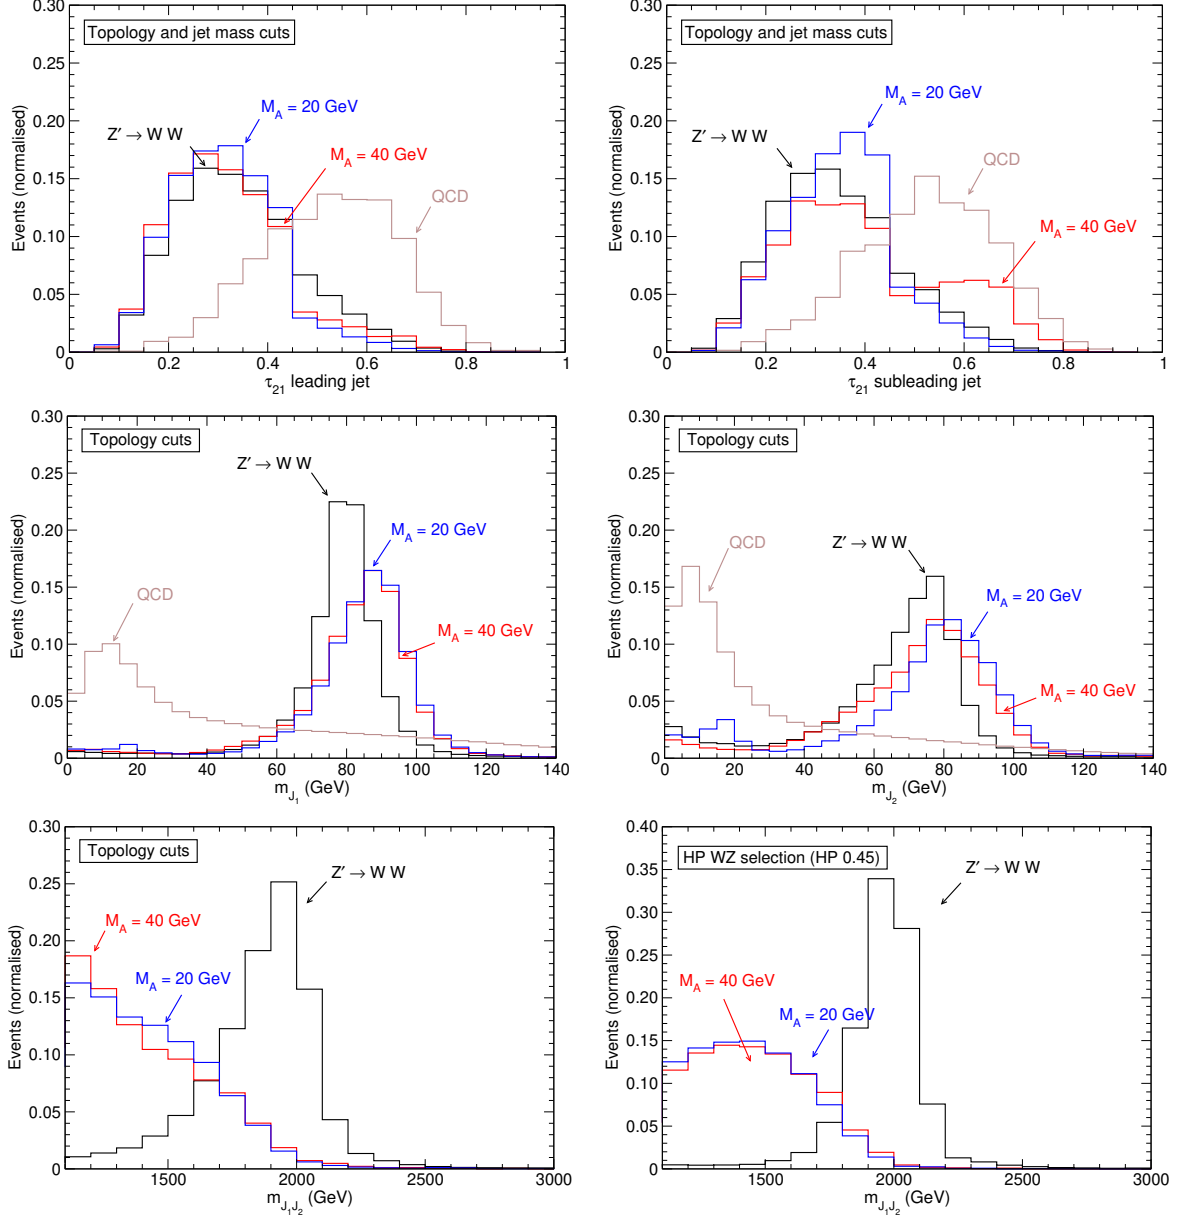 Topology and jet mass cuts
M_A = 20 GeV
Z′ → W W
M_A = 40 GeV
QCD
Events (normalised)
0.30
0.25
0.20
0.15
0.10
0.05
0
0.2 0.4 0.6 0.8 1
τ_21 leading jet
Topology and jet mass cuts
M_A = 20 GeV
Z′ → W W
QCD
M_A = 40 GeV
Events (normalised)
0.30
0.25
0.20
0.15
0.10
0.05
0
0.2 0.4 0.6 0.8 1
τ_21 subleading jet
Topology cuts
Z′ → W W
M_A = 20 GeV
QCD
M_A = 40 GeV
Events (normalised)
0.30
0.25
0.20
0.15
0.10
0.05
0
0 20 40 60 80 100 120 140
m_J_1 (GeV)
Topology cuts
QCD
Z′ → W W
M_A = 20 GeV
M_A = 40 GeV
Events (normalised)
0.30
0.25
0.20
0.15
0.10
0.05
0
0 20 40 60 80 100 120 140
m_J_2 (GeV)
Topology cuts
Z′ → W W
M_A = 40 GeV
M_A = 20 GeV
Events (normalised)
0.30
0.25
0.20
0.15
0.10
0.05
0
1500 2000 2500 3000
m_J_1J_2 (GeV)
HP WZ selection (HP 0.45)
Z′ → W W
M_A = 40 GeV
M_A = 20 GeV
Events (normalised)
0.40
0.35
0.30
0.25
0.20
0.15
0.10
0.05
0
1500 2000 2500 3000
m_J_1J_2 (GeV)